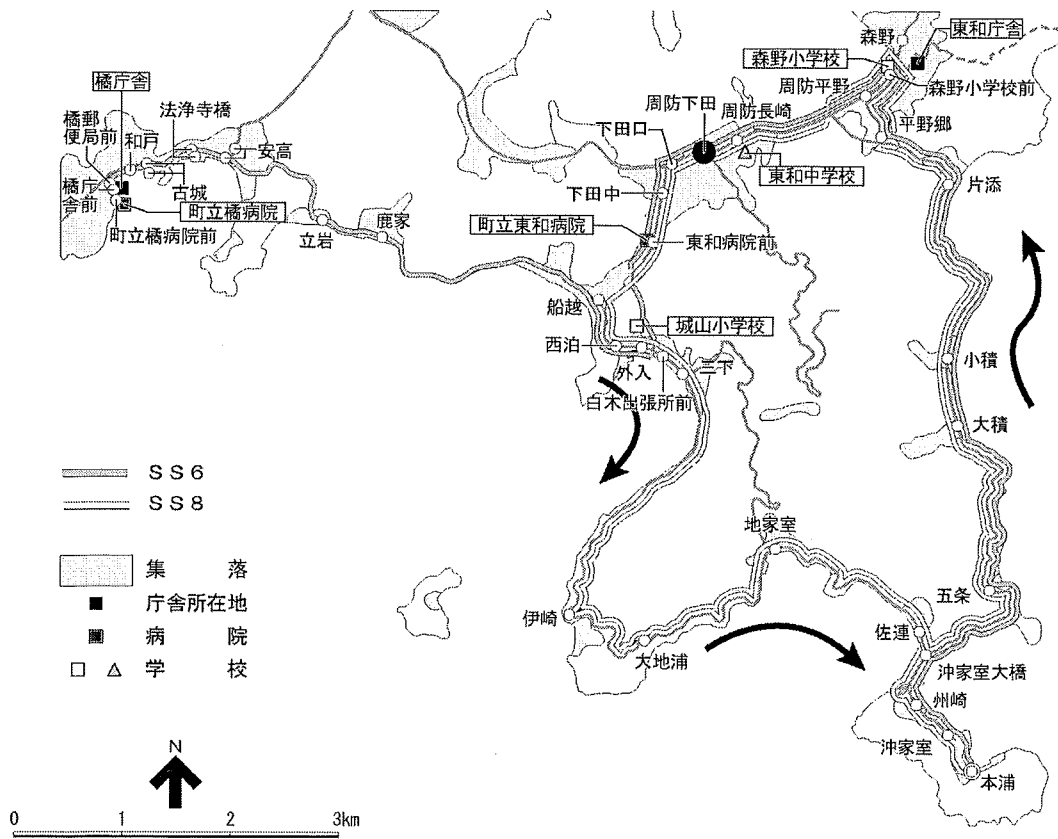 森野
東和庁舎
森野小学校
橘庁舎
周防平野
森野小学校前
法浄寺橋
周防下田
周防長崎
橘郵
便局前
和戸
下田口
平野郷
安高
東和中学校
橘庁
舎前
古城
下田中
片添
町立橘病院
町立東和病院
鹿家
東和病院前
町立橘病院前
立岩
船越
城山小学校
西泊
小積
外入
三下
白木出張所前
大積
SS6
SS8
地家室
集落
五条
庁舎所在地
伊崎
佐連
病院
大地浦
学校
沖家室大橋
州崎
沖家室
N
本浦
0 1 2 3km